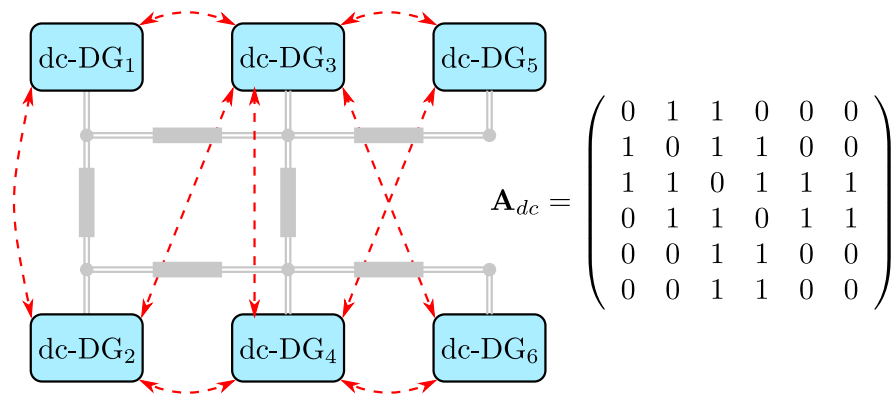 dc-DG₁ dc-DG₃ dc-DG₅
A_dc =
0 1 1 0 0 0
1 0 1 1 0 0
1 1 0 1 1 1
0 1 1 0 1 1
0 0 1 1 0 0
0 0 1 1 0 0
dc-DG₂ dc-DG₄ dc-DG₆